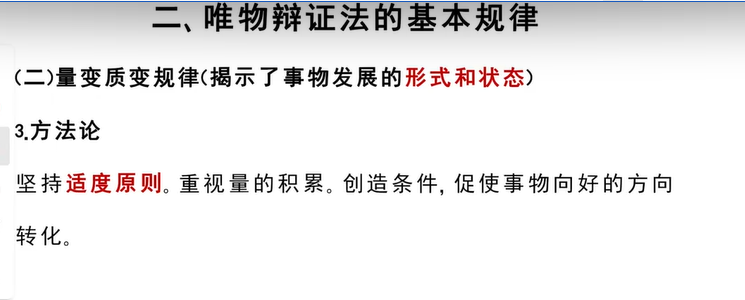 二、唯物辩证法的基本规律
(二)量变质变规律(揭示了事物发展的形式和状态)
3.方法论
坚持适度原则。重视量的积累。创造条件, 促使事物向好的方向
转化。